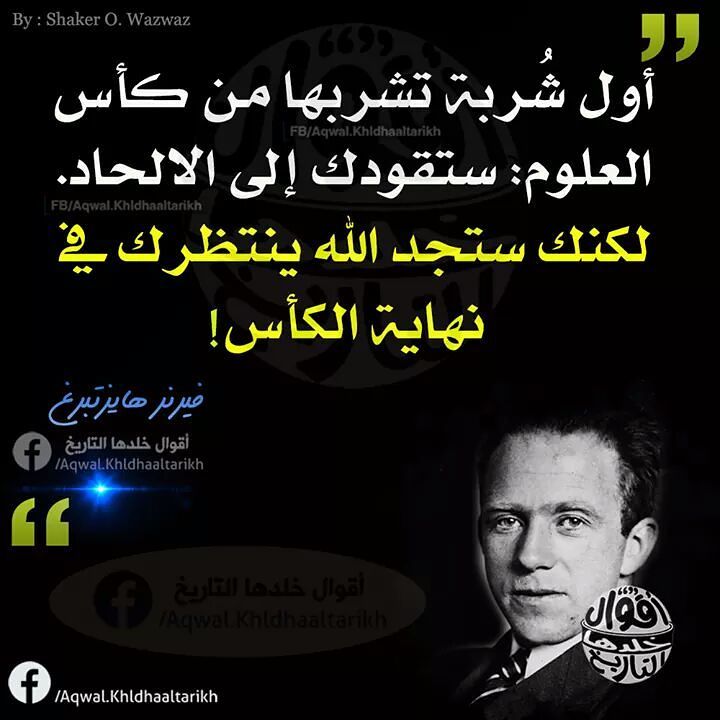 By : Shaker O. Wazwaz
أول شُربة تشربها من كأس
FB/Aqwal.Khldhaaltarikh
العلوم: ستقودك إلى الالحاد.
FB/Aqwal.Khldhaaltarikh
لكنك ستجد الله ينتظرك في
نهاية الكأس!
فيرنر هايزنبرغ
أقوال خلدها التاريخ
/Aqwal.Khldhaaltarikh
أقوال خلدها التاريخ
/Aqwal.Khldhaaltarikh
أقوال
خلدها
التاريخ
/Aqwal.Khldhaaltarikh